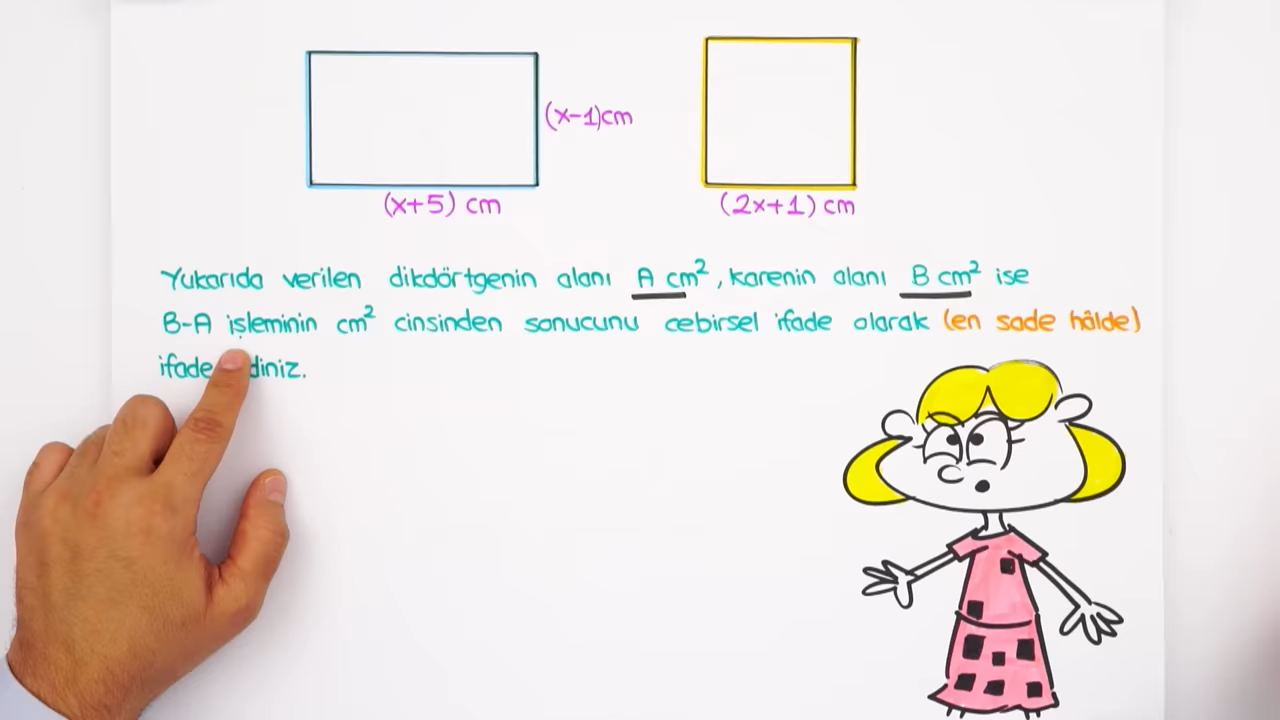 (x-1)cm
(x+5) cm
(2x+1) cm
Yukarıda verilen dikdörtgenin alanı A cm², karenin alanı B cm² ise
B-A işleminin cm² cinsinden sonucunu cebirsel ifade olarak (en sade hâlde)
ifade diniz.